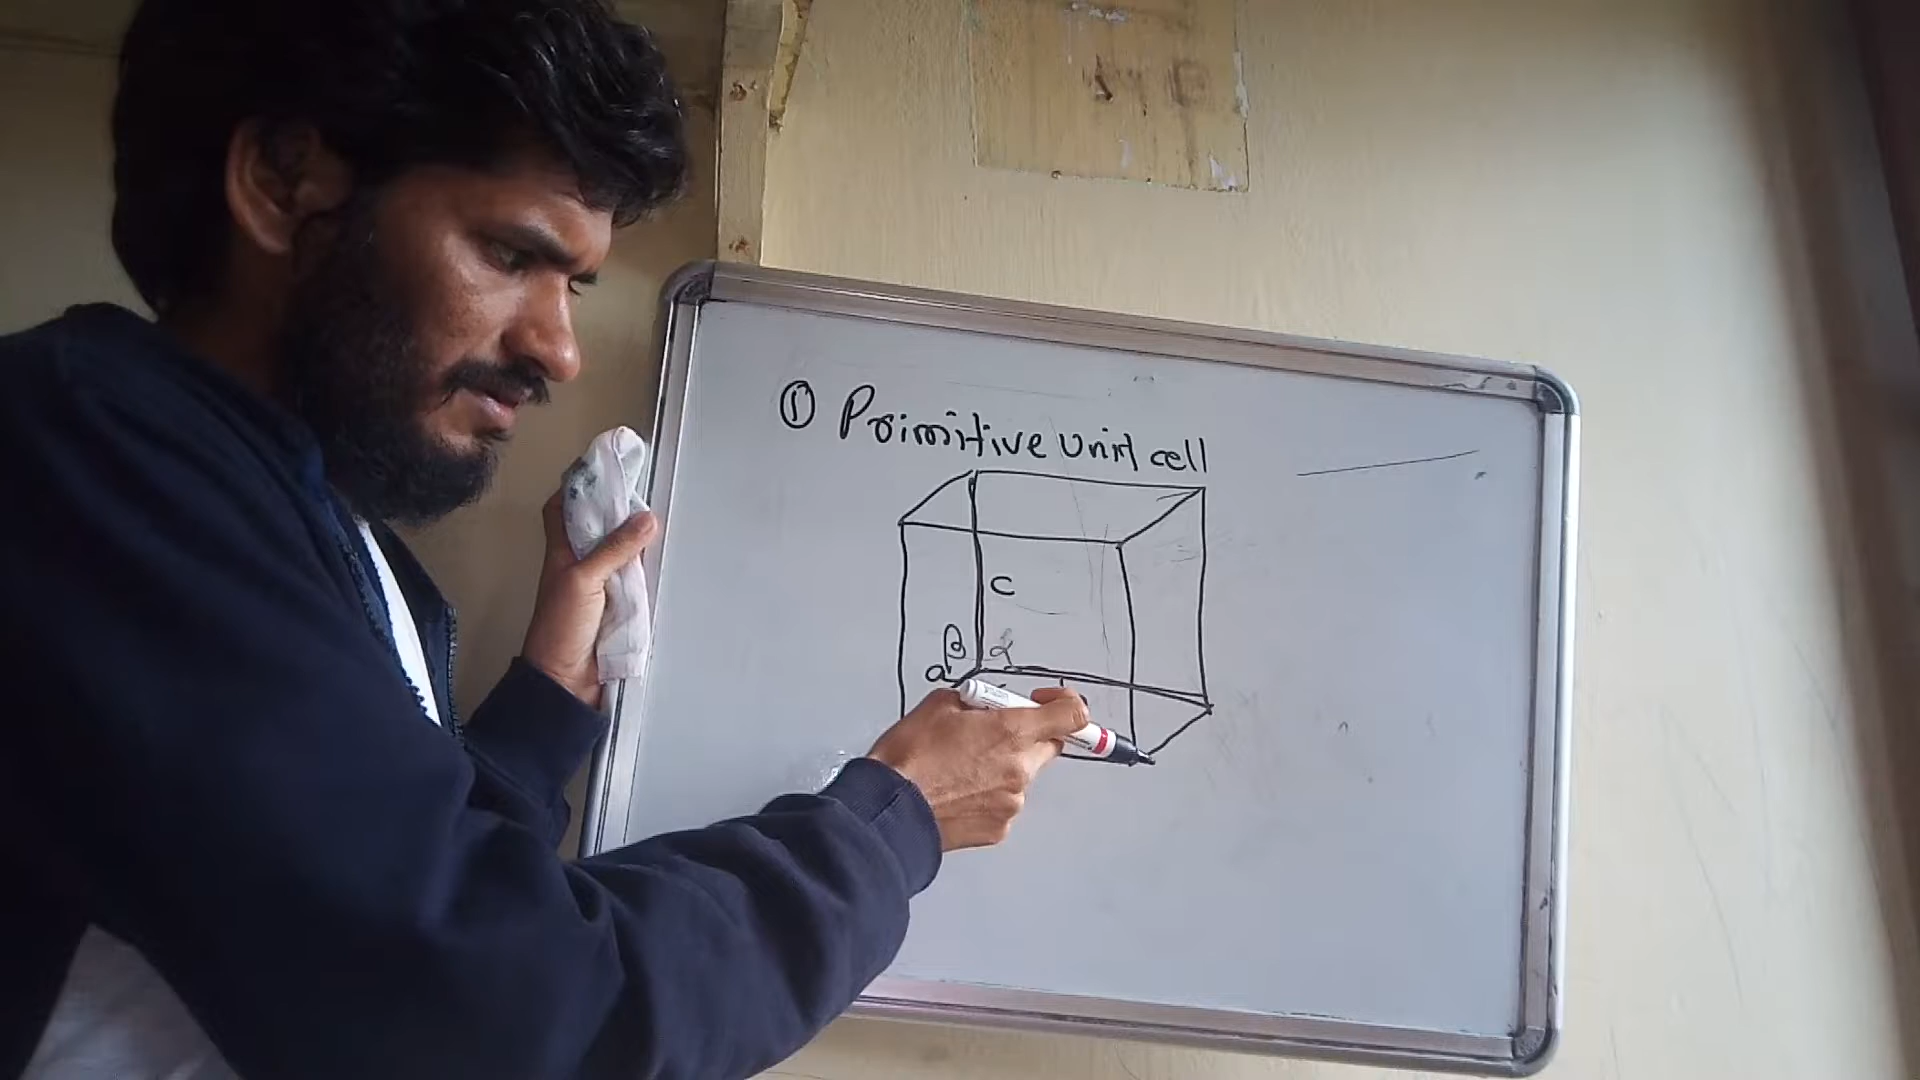 ① Primitive Unit cell
c
β α
a